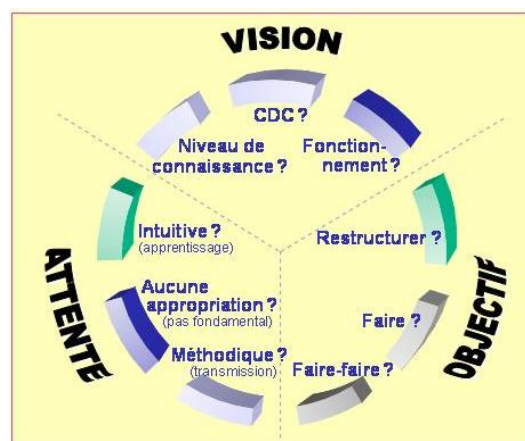 VISION
CDC ?
Niveau de
connaissance ?
Fonction-
nement ?
ATTENTE
Intuitive ?
(apprentissage)
Aucune
appropriation ?
(pas fondamental)
Méthodique ?
(transmission)
OBJECTIF
Restructurer ?
Faire ?
Faire-faire ?